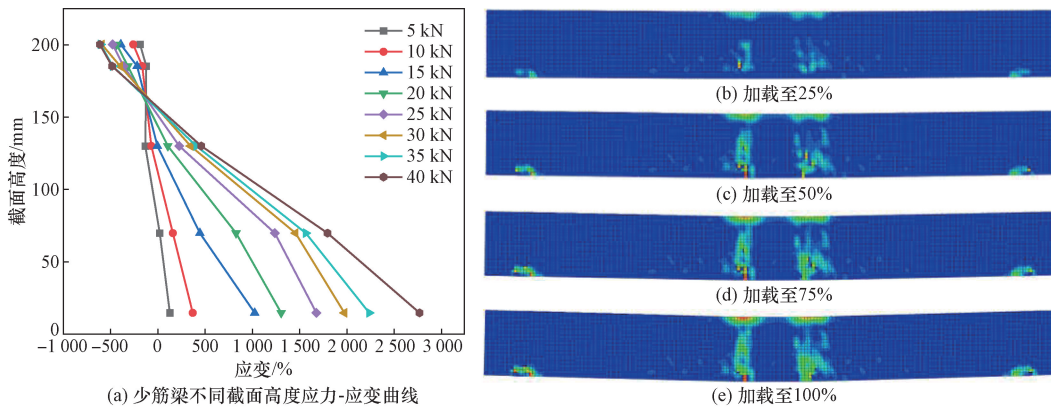 200
150
100
50
0
截面高度/mm
5 kN
10 kN
15 kN
20 kN
25 kN
30 kN
35 kN
40 kN
−1 000 −500 0 500 1 000 1 500 2 000 2 500 3 000
应变/%
(a) 少筋梁不同截面高度应力-应变曲线
(b) 加载至25%
(c) 加载至50%
(d) 加载至75%
(e) 加载至100%